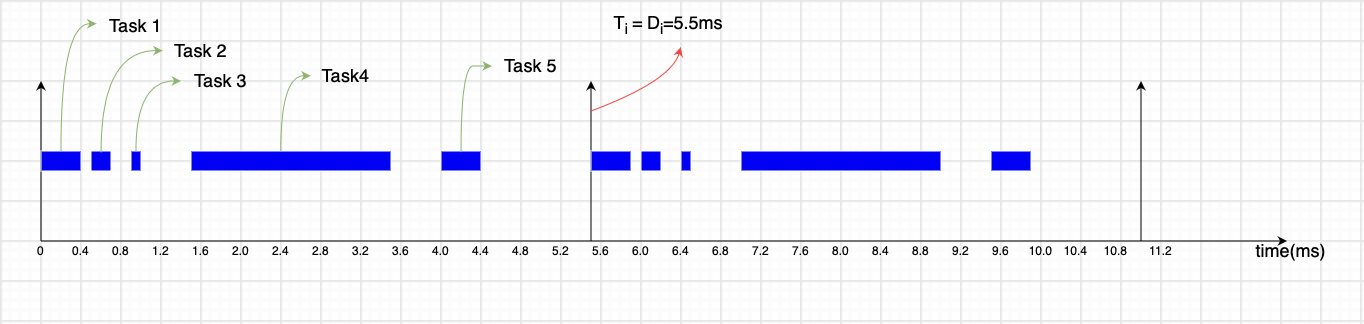 Task 1
T_i = D_i=5.5ms
Task 2
Task 3
Task4
Task 5
0 0.4 0.8 1.2 1.6 2.0 2.4 2.8 3.2 3.6 4.0 4.4 4.8 5.2 5.6 6.0 6.4 6.8 7.2 7.6 8.0 8.4 8.8 9.2 9.6 10.0 10.4 10.8 11.2
time(ms)